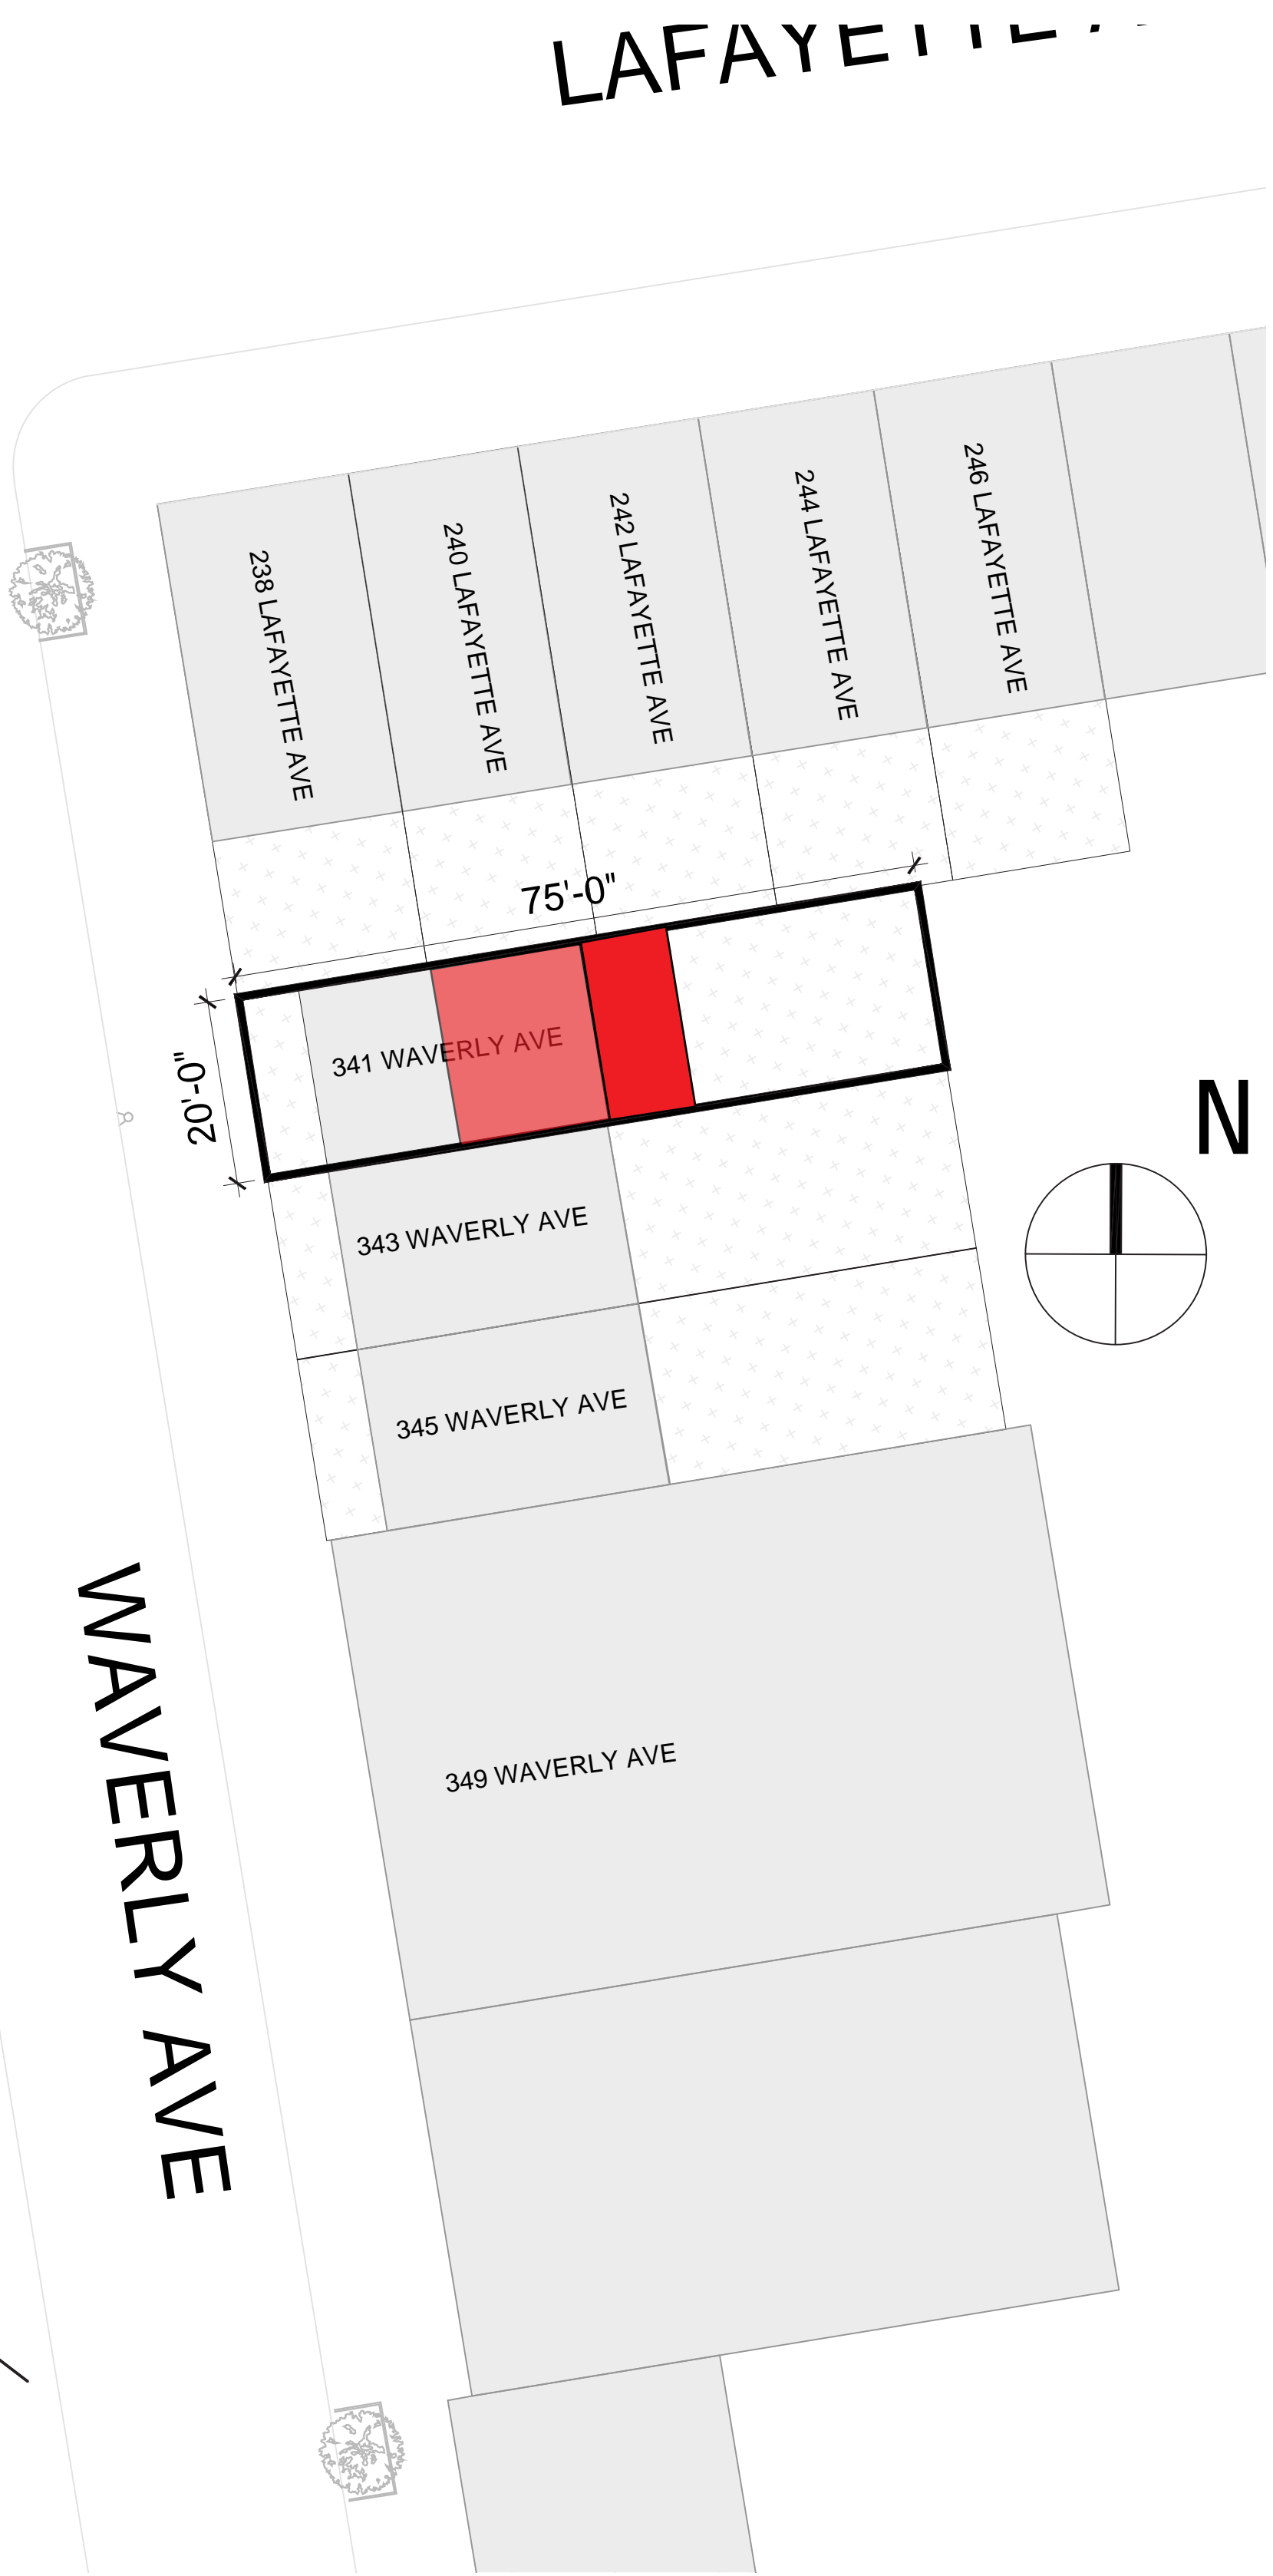 LAFAYETTE
238 LAFAYETTE AVE
240 LAFAYETTE AVE
242 LAFAYETTE AVE
244 LAFAYETTE AVE
246 LAFAYETTE AVE
75'-0"
20'-0"
341 WAVERLY AVE
N
343 WAVERLY AVE
345 WAVERLY AVE
349 WAVERLY AVE
WAVERLY AVE